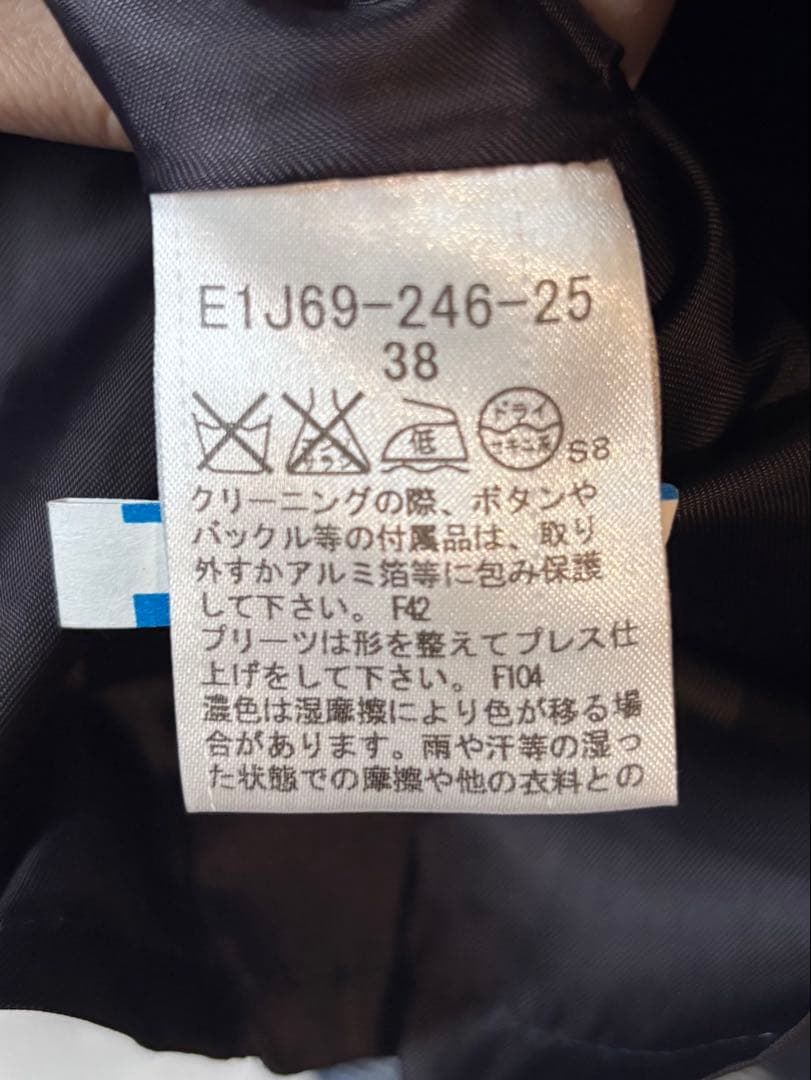 E1J69-246-25
38
エンソ
サラシ
低
ドライ
セキユ系
S8
クリーニングの際、ボタンや
バックル等の付属品は、取り
外すかアルミ箔等に包み保護
して下さい。 F42
プリーツは形を整えてプレス仕
上げをして下さい。 F104
濃色は湿摩擦により色が移る場
合があります。雨や汗等の湿っ
た状態での摩擦や他の衣料との